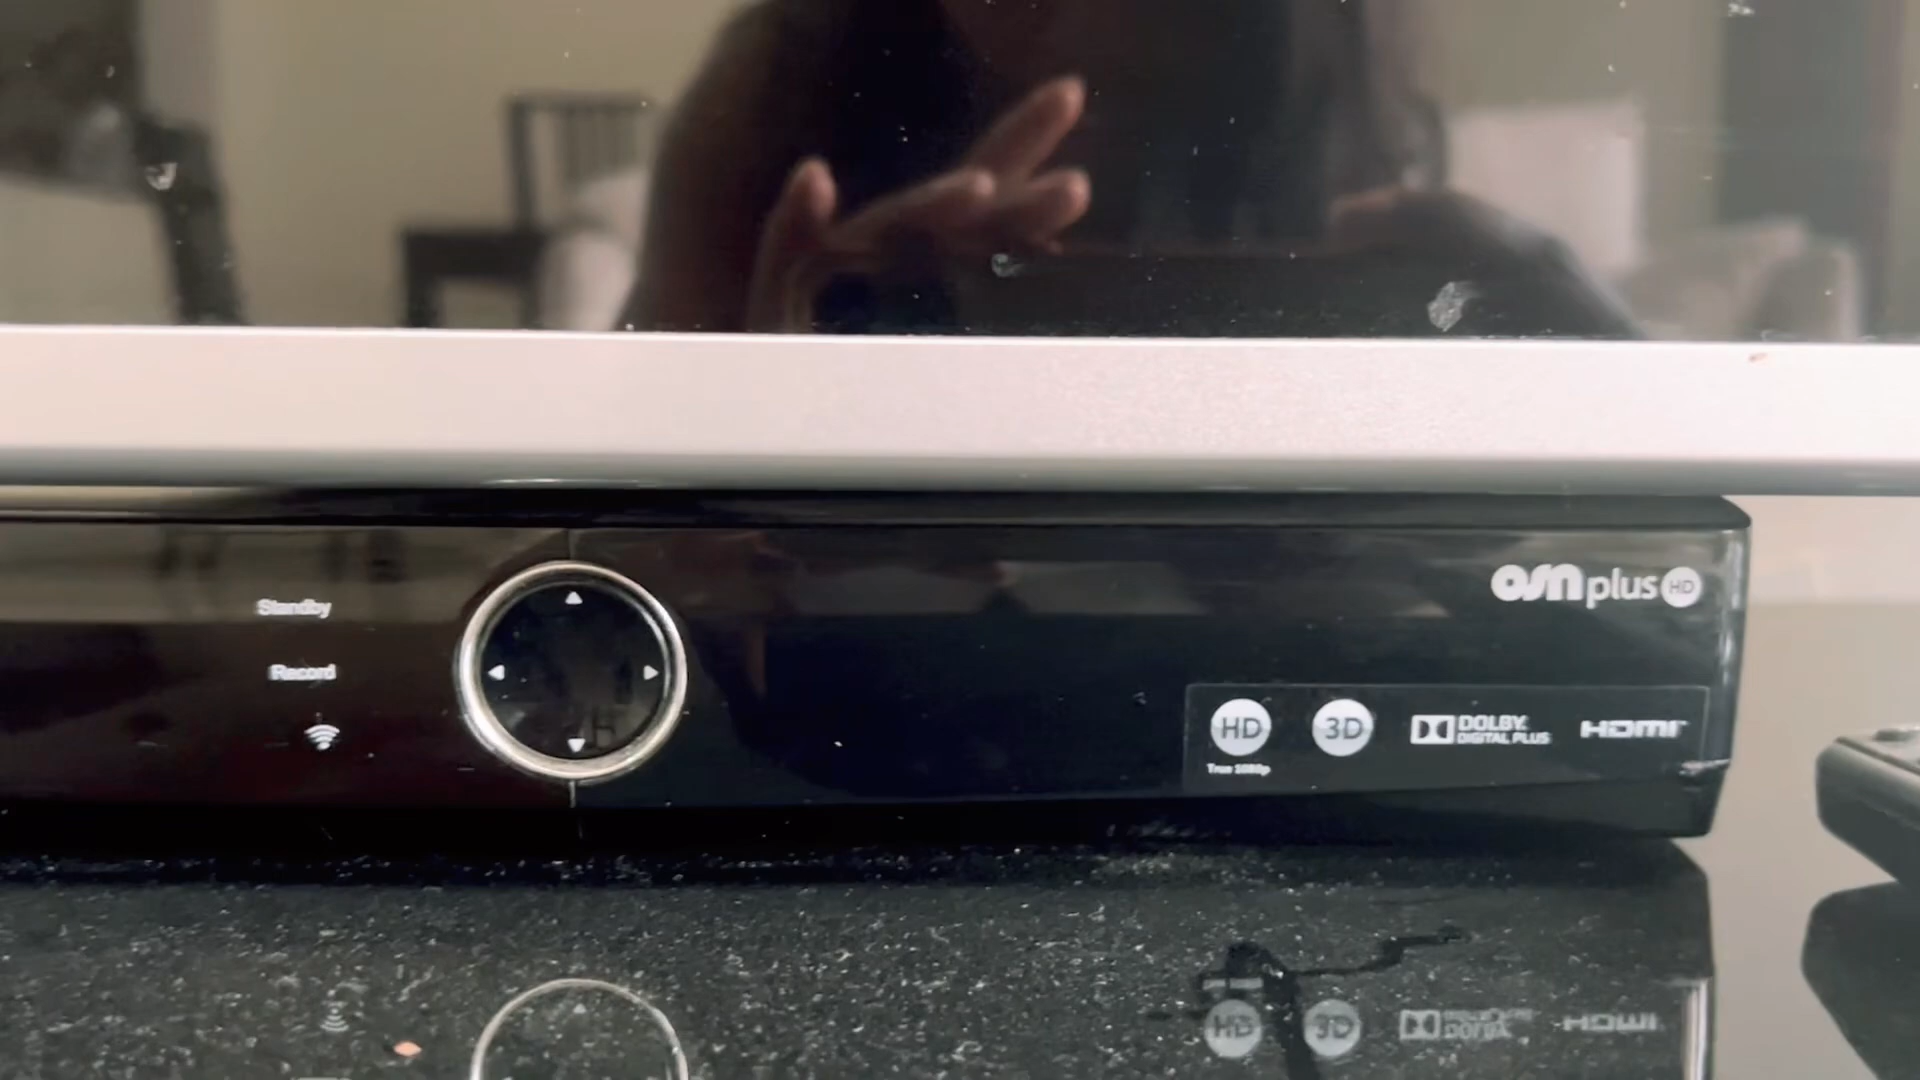 Standby
Record
osn plus HD
HD
True 1080p
3D
DOLBY
DIGITAL PLUS
HDMI